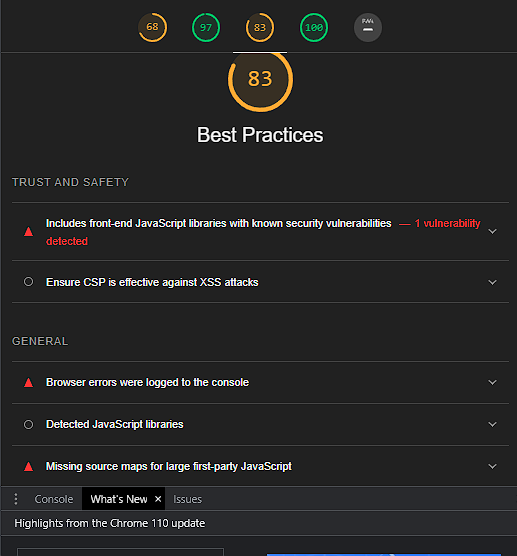 68 97 83 100 PWA
83
Best Practices
TRUST AND SAFETY
Includes front-end JavaScript libraries with known security vulnerabilities — 1 vulnerability
detected
Ensure CSP is effective against XSS attacks
GENERAL
Browser errors were logged to the console
Detected JavaScript libraries
Missing source maps for large first-party JavaScript
Console What's New × Issues
Highlights from the Chrome 110 update